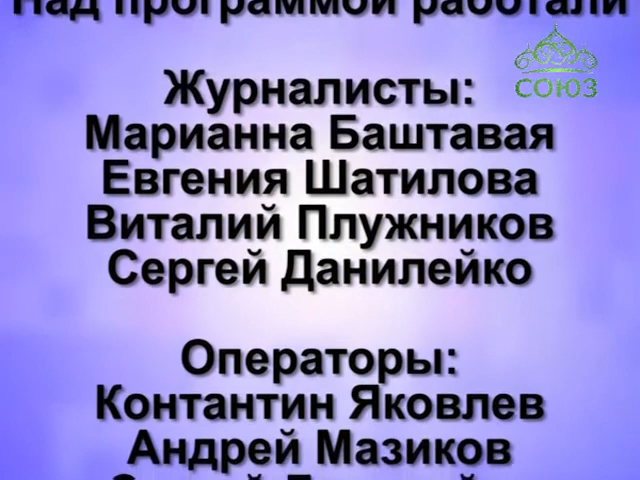 Над программой работали
СОЮЗ
Журналисты:
Марианна Баштавая
Евгения Шатилова
Виталий Плужников
Сергей Данилейко
Операторы:
Контантин Яковлев
Андрей Мазиков